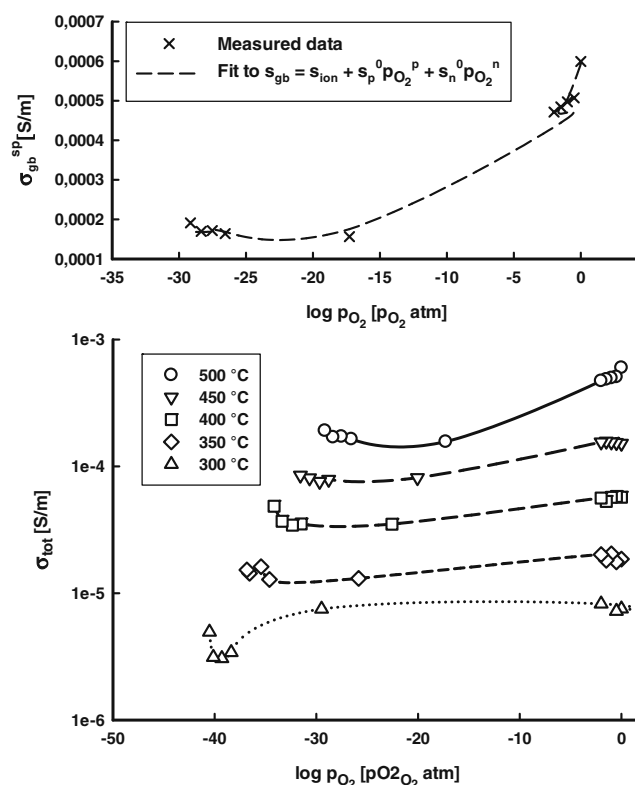 0,0007
0,0006
0,0005
0,0004
0,0003
0,0002
0,0001
σgb^sp [S/m]
Measured data
Fit to s_gb = s_ion + s_p^0 p_O2^p + s_n^0 p_O2^n
-35 -30 -25 -20 -15 -10 -5 0
log p_O2 [p_O2 atm]
1e-3
1e-4
1e-5
1e-6
σ_tot [S/m]
500 °C
450 °C
400 °C
350 °C
300 °C
-50 -40 -30 -20 -10 0
log p_O2 [pO2_O2 atm]